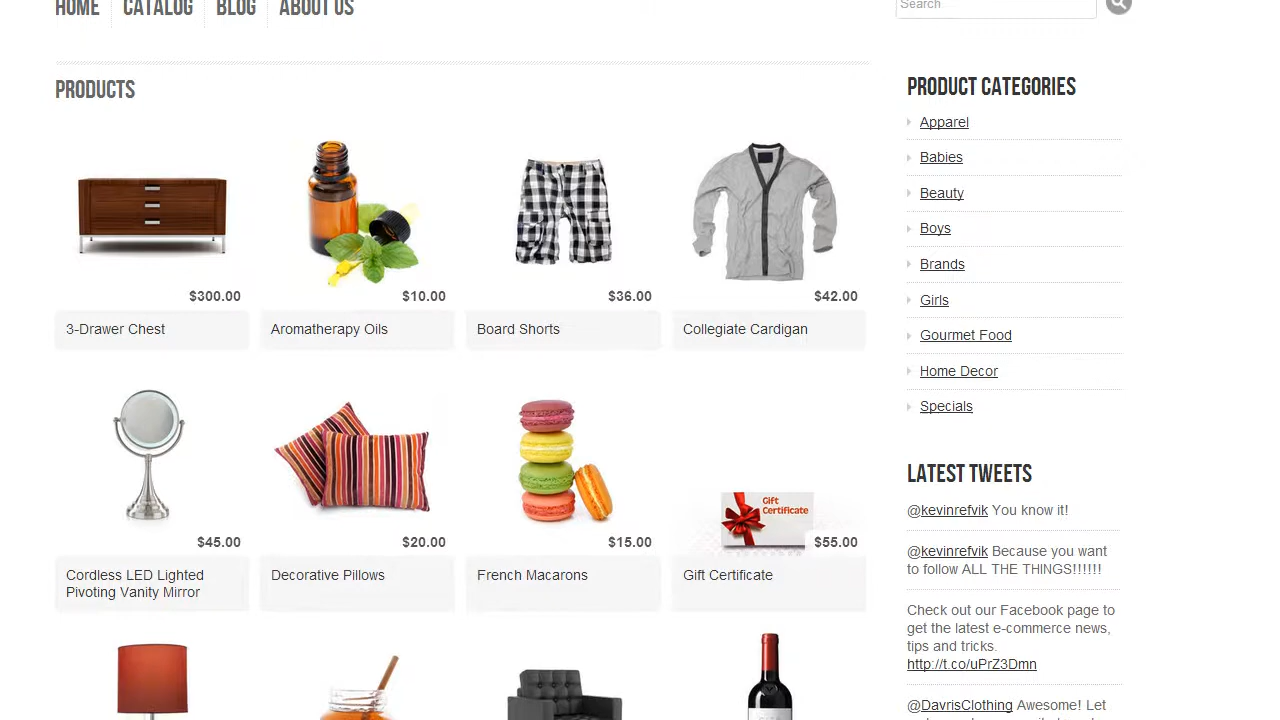 HOME
CATALOG
BLOG
ABOUT US
Search
PRODUCTS
$300.00
$10.00
$36.00
$42.00
3-Drawer Chest
Aromatherapy Oils
Board Shorts
Collegiate Cardigan
Gift
Certificate
$45.00
$20.00
$15.00
$55.00
Cordless LED Lighted
Pivoting Vanity Mirror
Decorative Pillows
French Macarons
Gift Certificate
PRODUCT CATEGORIES
Apparel
Babies
Beauty
Boys
Brands
Girls
Gourmet Food
Home Decor
Specials
LATEST TWEETS
@kevinrefvik You know it!
@kevinrefvik Because you want
to follow ALL THE THINGS!!!!!!
Check out our Facebook page to
get the latest e-commerce news,
tips and tricks.
http://t.co/uPrZ3Dmn
@DavrisClothing Awesome! Let